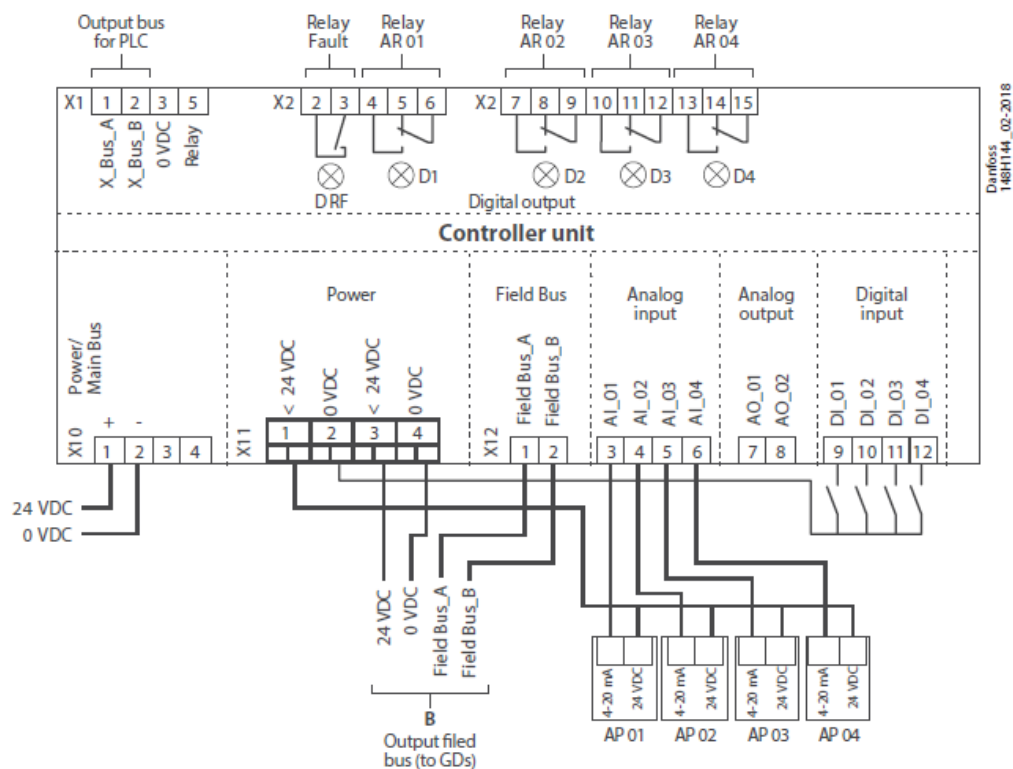 Output bus
for PLC
Relay
Fault
Relay
AR 01
Relay
AR 02
Relay
AR 03
Relay
AR 04
X1 1 2 3 5
X2 2 3 4 5 6
X2 7 8 9 10 11 12 13 14 15
X_Bus_A
X_Bus_B
0 VDC
Relay
DRF
D1
D2
D3
D4
Digital output
Danfoss
148H144_02-2018
Controller unit
Power/
Main Bus
Power
Field Bus
Analog
input
Analog
output
Digital
input
+ -
< 24 VDC
0 VDC
< 24 VDC
0 VDC
Field Bus_A
Field Bus_B
AI_01
AI_02
AI_03
AI_04
AO_01
AO_02
DI_01
DI_02
DI_03
DI_04
X10 1 2 3 4
X11 1 2 3 4
X12 1 2 3 4 5 6 7 8 9 10 11 12
24 VDC
0 VDC
24 VDC
0 VDC
Field Bus_A
Field Bus_B
B
Output filed
bus (to GDs)
4-20 mA
24 VDC
4-20 mA
24 VDC
4-20 mA
24 VDC
4-20 mA
24 VDC
AP 01
AP 02
AP 03
AP 04